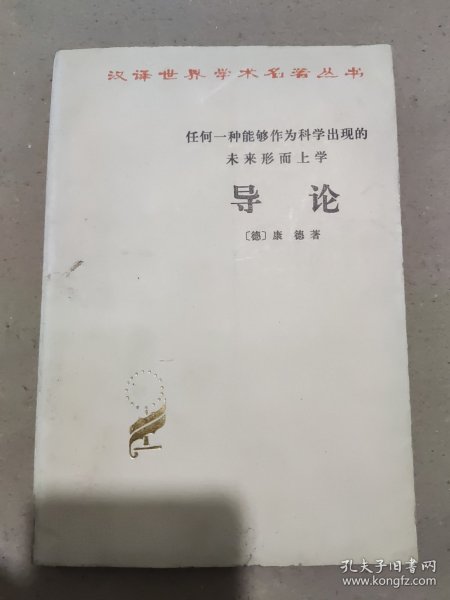 汉译世界学术名著丛书
任何一种能够作为科学出现的
未来形而上学
导论
〔德〕康德著
孔夫子旧书网
www.kongfz.com